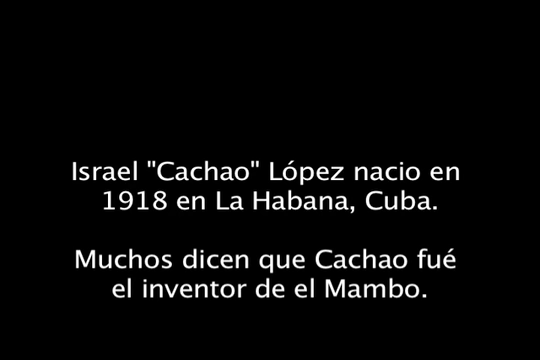 Israel "Cachao" López nacio en
1918 en La Habana, Cuba.
Muchos dicen que Cachao fué
el inventor de el Mambo.